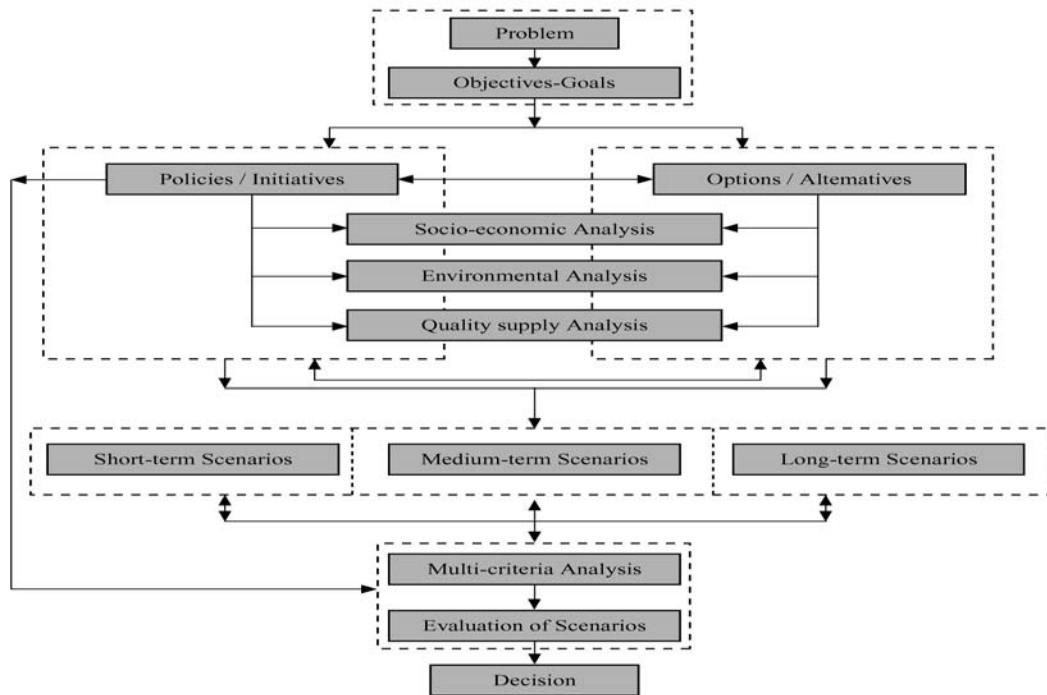 Problem
Objectives-Goals
Policies / Initiatives
Options / Altematives
Socio-economic Analysis
Environmental Analysis
Quality supply Analysis
Short-term Scenarios
Medium-term Scenarios
Long-term Scenarios
Multi-criteria Analysis
Evaluation of Scenarios
Decision